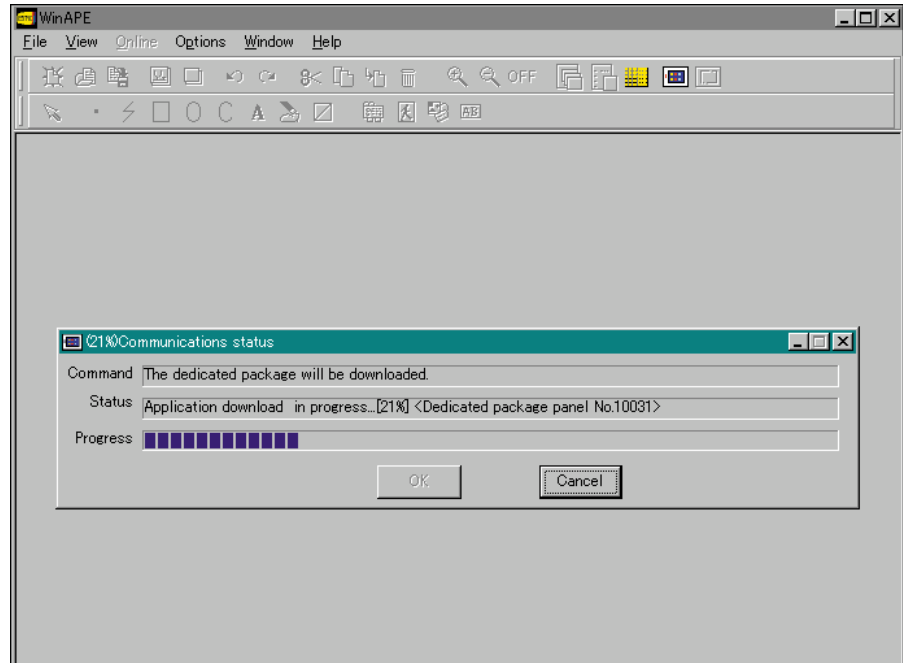 WinAPE
File View Online Options Window Help
OFF
A AB
(21%)Communications status
Command The dedicated package will be downloaded.
Status Application download in progress...[21%] <Dedicated package panel No.10031>
Progress
OK Cancel